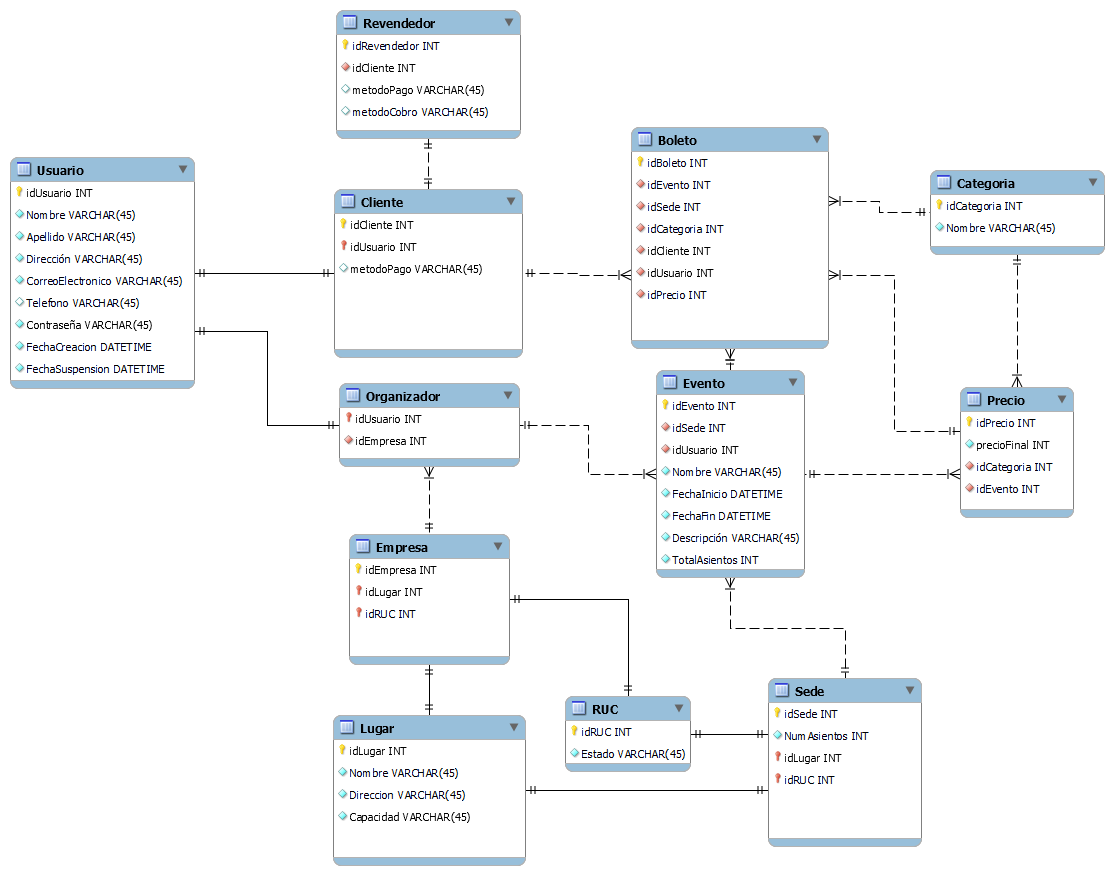 Revendedor
idRevendedor INT
idCliente INT
metodoPago VARCHAR(45)
metodoCobro VARCHAR(45)
Usuario
idUsuario INT
Nombre VARCHAR(45)
Apellido VARCHAR(45)
Dirección VARCHAR(45)
CorreoElectronico VARCHAR(45)
Telefono VARCHAR(45)
Contraseña VARCHAR(45)
FechaCreacion DATETIME
FechaSuspension DATETIME
Cliente
idCliente INT
idUsuario INT
metodoPago VARCHAR(45)
Boleto
idBoleto INT
idEvento INT
idSede INT
idCategoria INT
idCliente INT
idUsuario INT
idPrecio INT
Categoria
idCategoria INT
Nombre VARCHAR(45)
Organizador
idUsuario INT
idEmpresa INT
Evento
idEvento INT
idSede INT
idUsuario INT
Nombre VARCHAR(45)
FechaInicio DATETIME
FechaFin DATETIME
Descripción VARCHAR(45)
TotalAsientos INT
Precio
idPrecio INT
precioFinal INT
idCategoria INT
idEvento INT
Empresa
idEmpresa INT
idLugar INT
idRUC INT
Lugar
idLugar INT
Nombre VARCHAR(45)
Direccion VARCHAR(45)
Capacidad VARCHAR(45)
RUC
idRUC INT
Estado VARCHAR(45)
Sede
idSede INT
NumAsientos INT
idLugar INT
idRUC INT